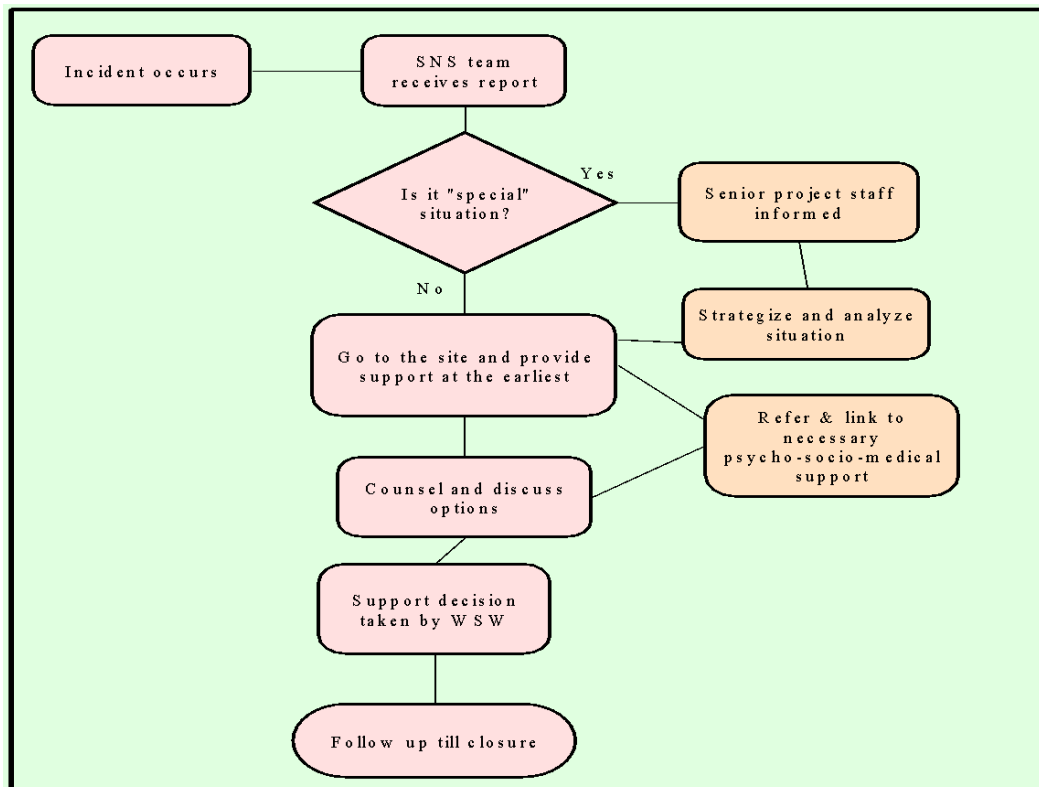 Incident occurs
SNS team
receives report
Is it "special"
situation?
Yes
Senior project staff
informed
No
Strategize and analyze
situation
Go to the site and provide
support at the earliest
Refer & link to
necessary
psycho-socio-medical
support
Counsel and discuss
options
Support decision
taken by WSW
Follow up till closure